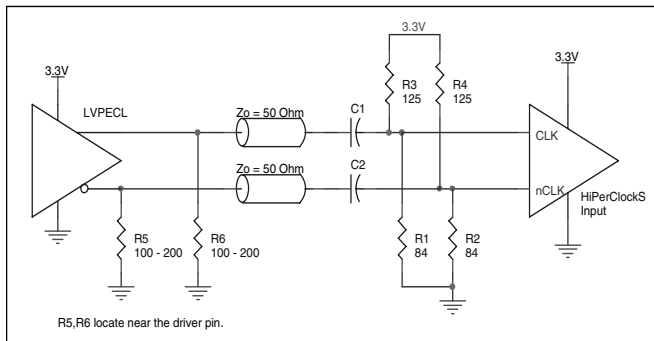 3.3V
3.3V
3.3V
LVPECL
Zo = 50 Ohm
C1
R3
125
R4
125
CLK
Zo = 50 Ohm
C2
nCLK
HiPerClockS
Input
R5
100 - 200
R6
100 - 200
R1
84
R2
84
R5,R6 locate near the driver pin.